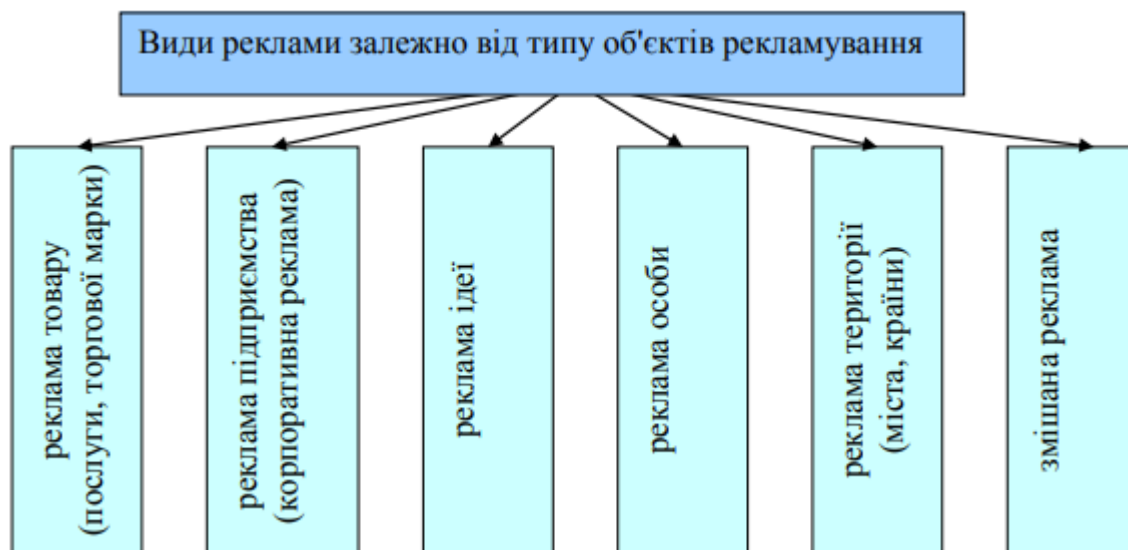 Види реклами залежно від типу об'єктів рекламування
реклама товару
(послуги, торгової марки)
реклама підприємства
(корпоративна реклама)
реклама ідеї
реклама особи
реклама території
(міста, країни)
змішана реклама